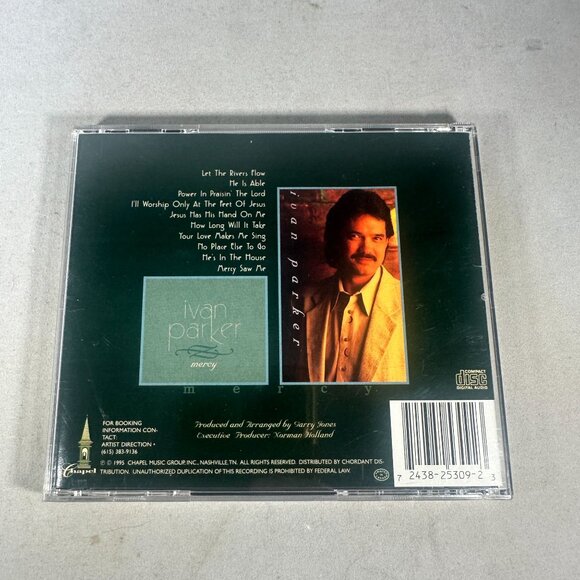 Let The Rivers Flow
He Is Able
Power In Praisin' The Lord
I'll Worship Only At The Feet Of Jesus
Jesus Has His Hand On Me
How Long Will It Take
Your Love Makes Me Sing
No Place Else To Go
He's In The House
Mercy Saw Me
ivan parker
ivan
parker
mercy
mercy
COMPACT
disc
DIGITAL AUDIO
Produced and Arranged by Garry Jones
Executive Producer: Norman Holland
Chapel
FOR BOOKING
INFORMATION CON-
TACT:
ARTIST DIRECTION •
(615) 383-9136
℗ © 1995 CHAPEL MUSIC GROUP, INC., NASHVILLE, TN. ALL RIGHTS RESERVED. DISTRIBUTED BY CHORDANT DIS-
TRIBUTION. UNAUTHORIZED DUPLICATION OF THIS RECORDING IS PROHIBITED BY FEDERAL LAW.
7 2438-25309-2 3